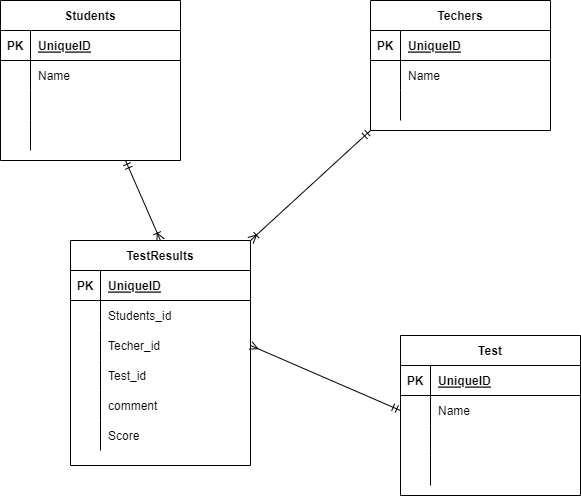 Students
PK UniqueID
Name
Techers
PK UniqueID
Name
TestResults
PK UniqueID
Students_id
Techer_id
Test_id
comment
Score
Test
PK UniqueID
Name